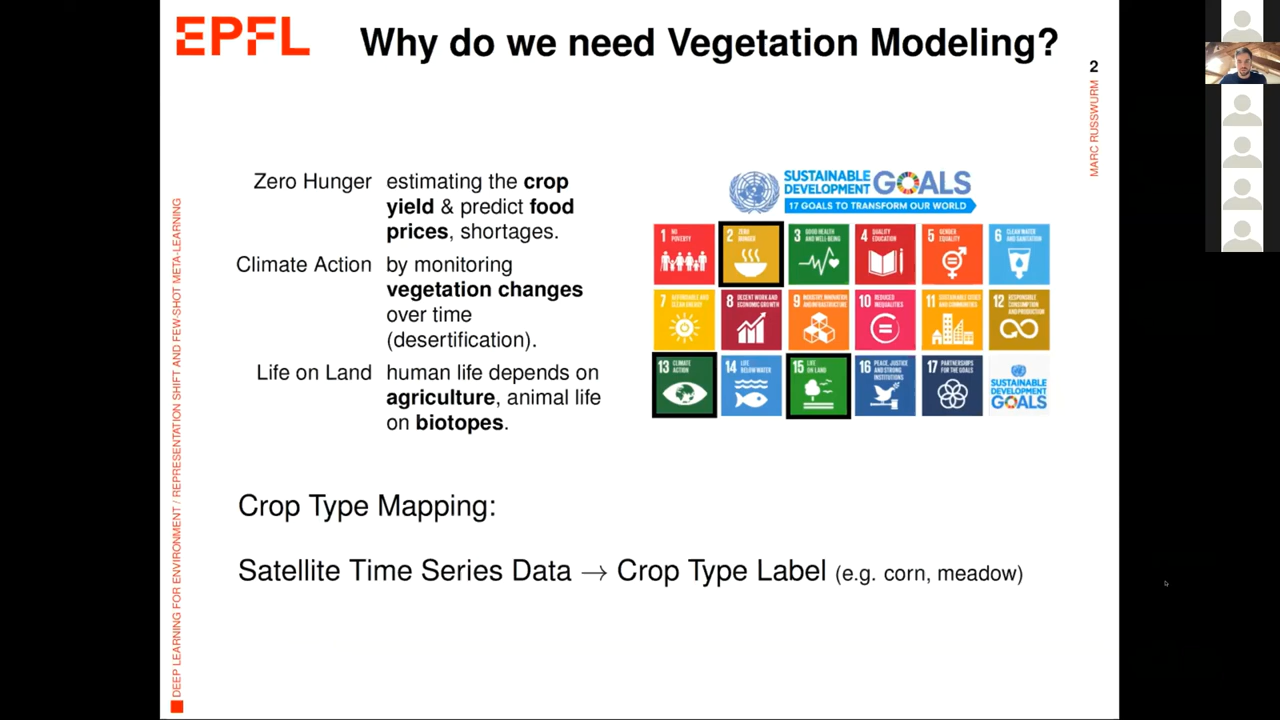 EPFL
Why do we need Vegetation Modeling?
2
MARC RUSSWURM
DEEP LEARNING FOR ENVIRONMENT / REPRESENTATION SHIFT AND FEW-SHOT META-LEARNING
Zero Hunger estimating the crop
yield & predict food
prices, shortages.
Climate Action by monitoring
vegetation changes
over time
(desertification).
Life on Land human life depends on
agriculture, animal life
on biotopes.
SUSTAINABLE
DEVELOPMENT GOALS
17 GOALS TO TRANSFORM OUR WORLD
1 NO
POVERTY
2 ZERO
HUNGER
3 GOOD HEALTH
AND WELL-BEING
4 QUALITY
EDUCATION
5 GENDER
EQUALITY
6 CLEAN WATER
AND SANITATION
7 AFFORDABLE AND
CLEAN ENERGY
8 DECENT WORK AND
ECONOMIC GROWTH
9 INDUSTRY, INNOVATION
AND INFRASTRUCTURE
10 REDUCED
INEQUALITIES
11 SUSTAINABLE CITIES
AND COMMUNITIES
12 RESPONSIBLE
CONSUMPTION
AND PRODUCTION
13 CLIMATE
ACTION
14 LIFE
BELOW WATER
15 LIFE
ON LAND
16 PEACE, JUSTICE
AND STRONG
INSTITUTIONS
17 PARTNERSHIPS
FOR THE GOALS
SUSTAINABLE
DEVELOPMENT
GOALS
Crop Type Mapping:
Satellite Time Series Data → Crop Type Label (e.g. corn, meadow)